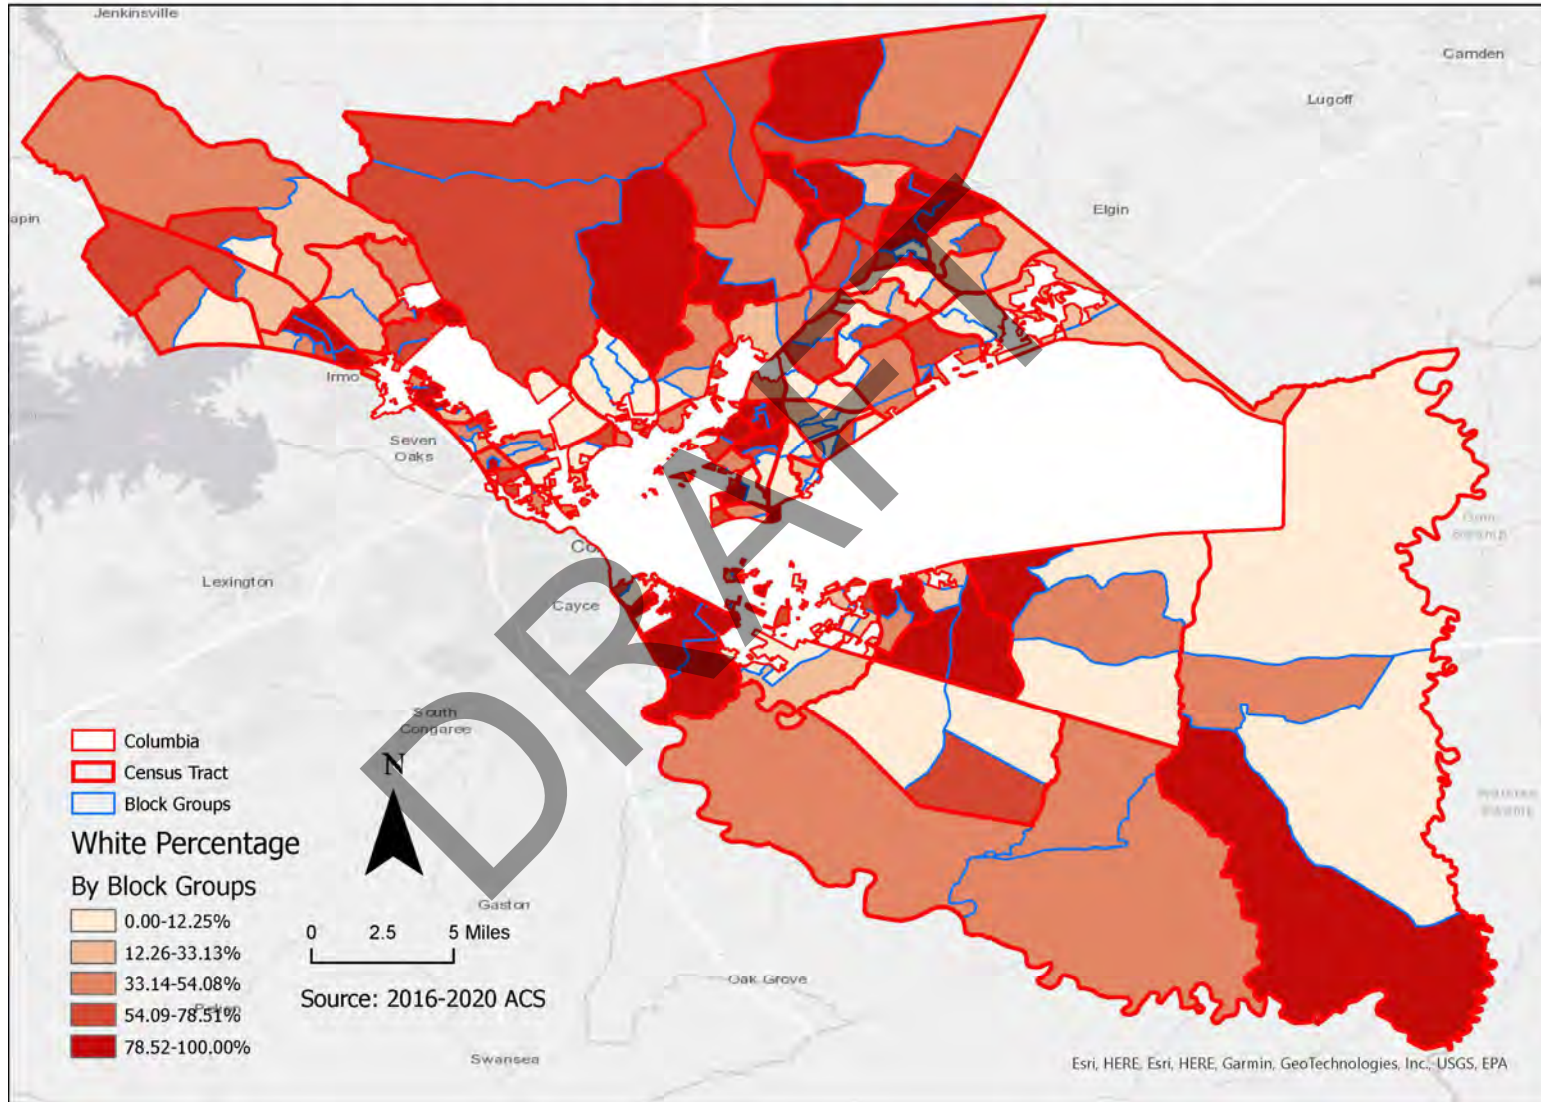 Jenkinsville
Camden
Lugoff
apin
Elgin
Irmo
Seven
Oaks
Co
Lexington
Cayce
South
Congaree
Columbia
Census Tract
Block Groups
N
White Percentage
By Block Groups
0.00-12.25%
12.26-33.13%
33.14-54.08%
54.09-78.51%
78.52-100.00%
0 2.5 5 Miles
Source: 2016-2020 ACS
Gaston
Oak Grove
Swansea
DRAFT
Esri, HERE, Esri, HERE, Garmin, GeoTechnologies, Inc., USGS, EPA